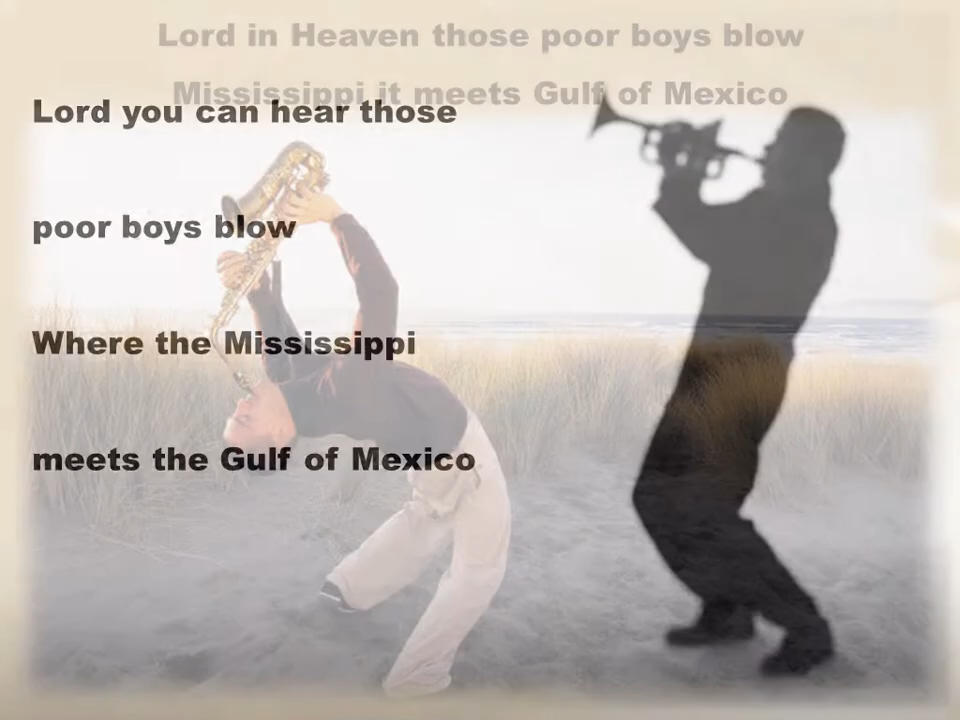 Lord in Heaven those poor boys blow
Mississippi it meets Gulf of Mexico
Lord you can hear those
poor boys blow
Where the Mississippi
meets the Gulf of Mexico